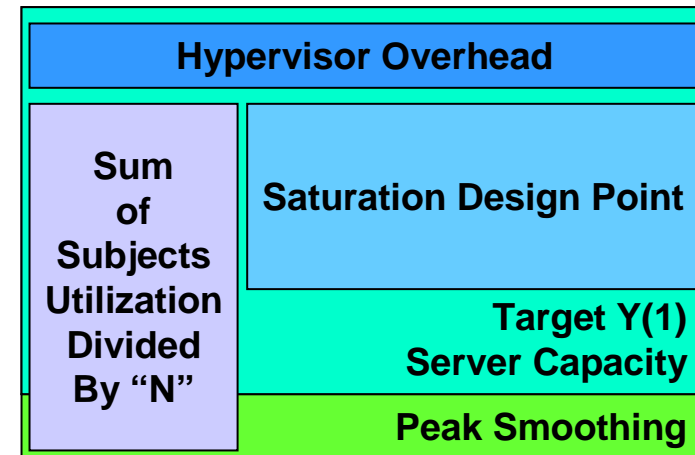 Hypervisor Overhead
Sum
of
Subjects
Utilization
Divided
By “N”
Saturation Design Point
Target Y(1)
Server Capacity
Peak Smoothing